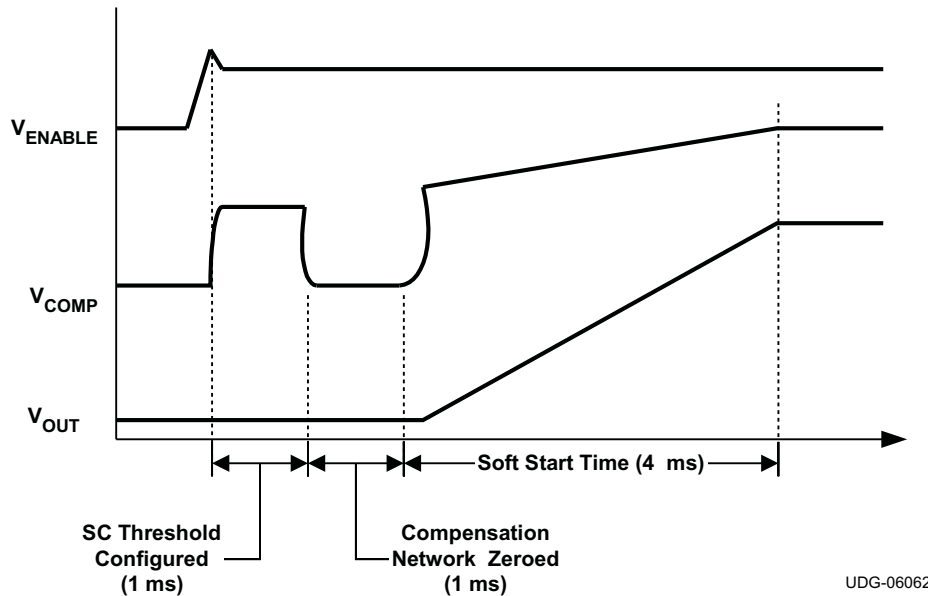 VENABLE
VCOMP
VOUT
Soft Start Time (4 ms)
SC Threshold
Configured
(1 ms)
Compensation
Network Zeroed
(1 ms)
UDG-06062